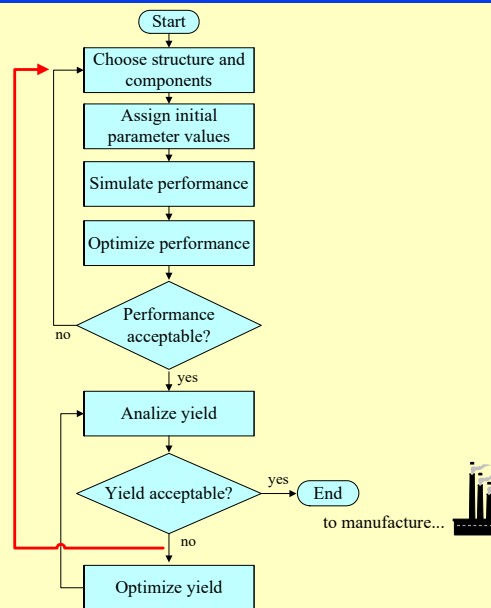 Start
Choose structure and
components
Assign initial
parameter values
Simulate performance
Optimize performance
Performance
acceptable?
no
yes
Analize yield
Yield acceptable?
yes
End
to manufacture...
no
Optimize yield